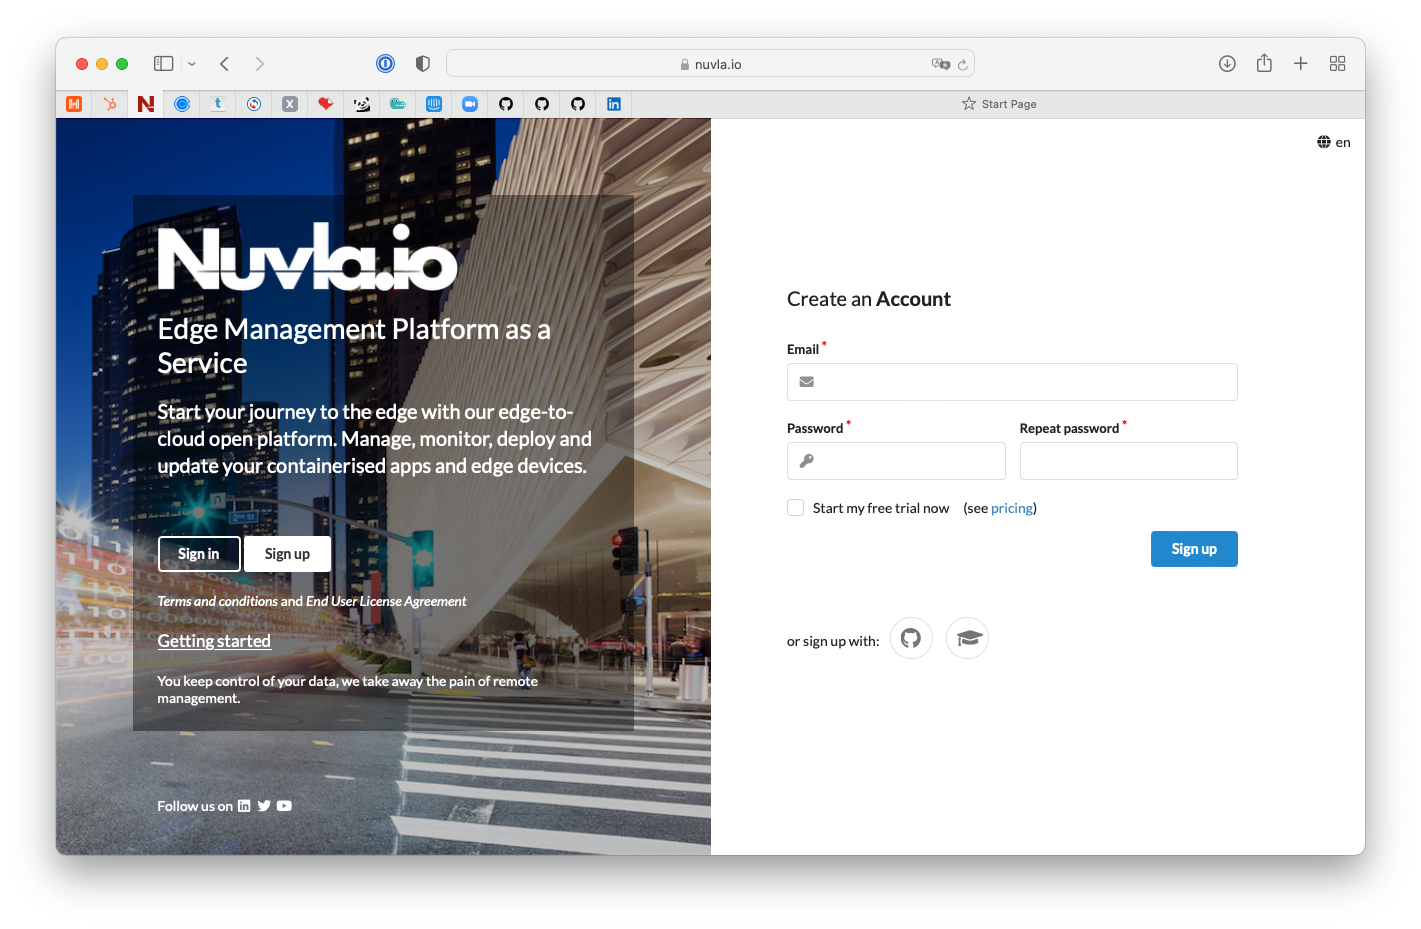 nuvla.io
Start Page
en
Nuvla.io
Edge Management Platform as a
Service
Start your journey to the edge with our edge-to-
cloud open platform. Manage, monitor, deploy and
update your containerised apps and edge devices.
2nd ST
Sign in
Sign up
Terms and conditions and End User License Agreement
Getting started
You keep control of your data, we take away the pain of remote
management.
Follow us on
Create an Account
Email *
Password *
Repeat password *
Start my free trial now (see pricing)
Sign up
or sign up with: